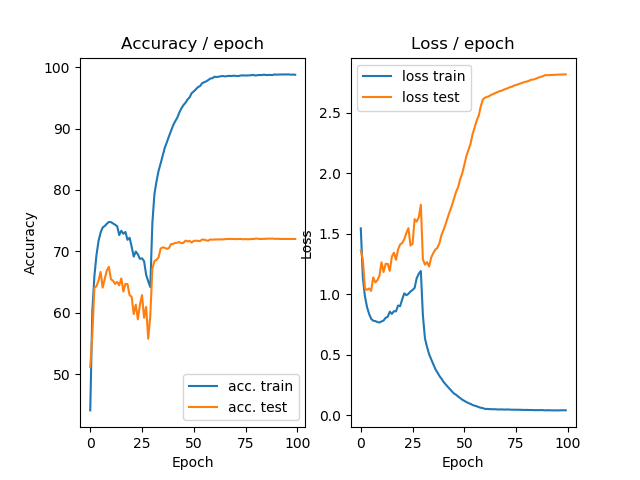 Accuracy / epoch
100
90
80
70
60
50
Accuracy
0
25
50
75
100
Epoch
acc. train
acc. test
Loss / epoch
loss train
loss test
2.5
2.0
1.5
1.0
0.5
0.0
Loss
0
25
50
75
100
Epoch